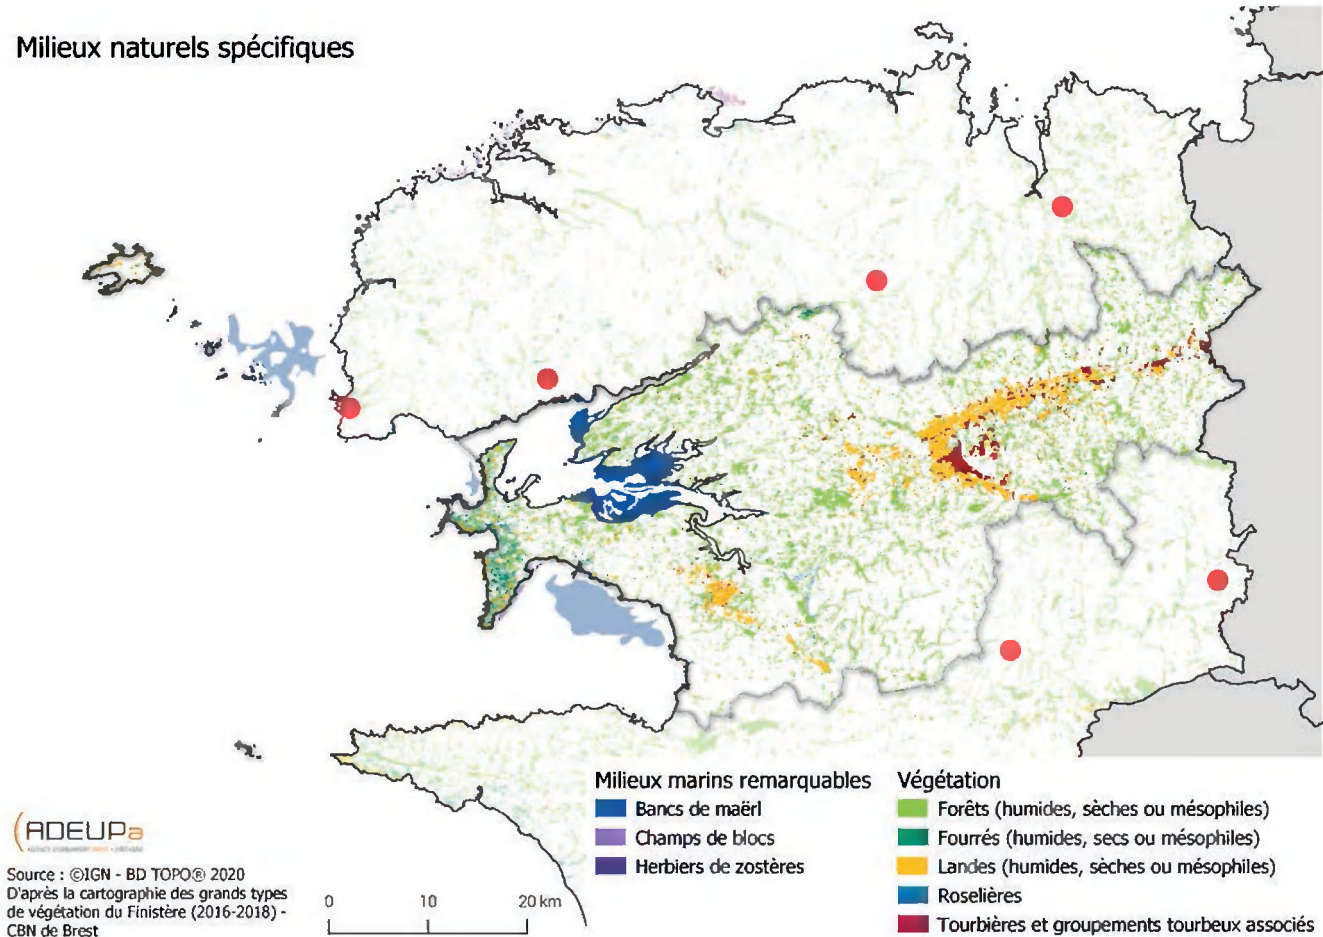 Milieux naturels spécifiques
Milieux marins remarquables
Bancs de maërl
Champs de blocs
Herbiers de zostères
Végétation
Forêts (humides, sèches ou mésophiles)
Fourrés (humides, secs ou mésophiles)
Landes (humides, sèches ou mésophiles)
Roselières
Tourbières et groupements tourbeux associés
ADEUPa
Source : ©IGN - BD TOPO® 2020
D'après la cartographie des grands types
de végétation du Finistère (2016-2018) -
CBN de Brest
0 10 20 km